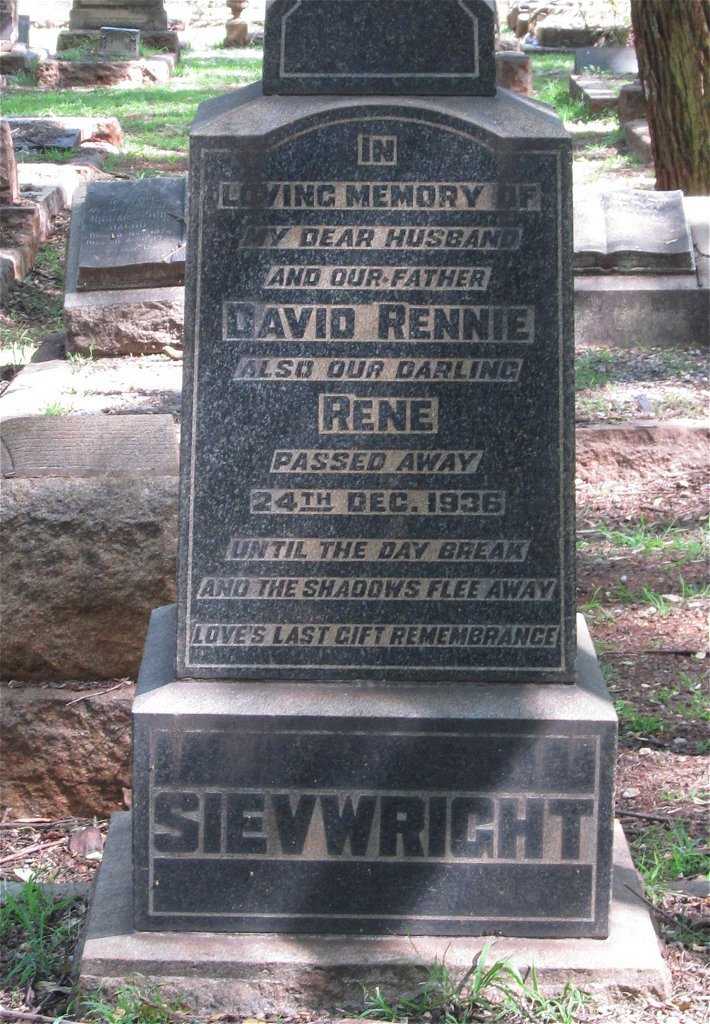 IN
LOVING MEMORY OF
MY DEAR HUSBAND
AND OUR FATHER
DAVID RENNIE
ALSO OUR DARLING
RENE
PASSED AWAY
24TH DEC. 1936
UNTIL THE DAY BREAK
AND THE SHADOWS FLEE AWAY
LOVE'S LAST GIFT REMEMBRANCE
SIEVWRIGHT